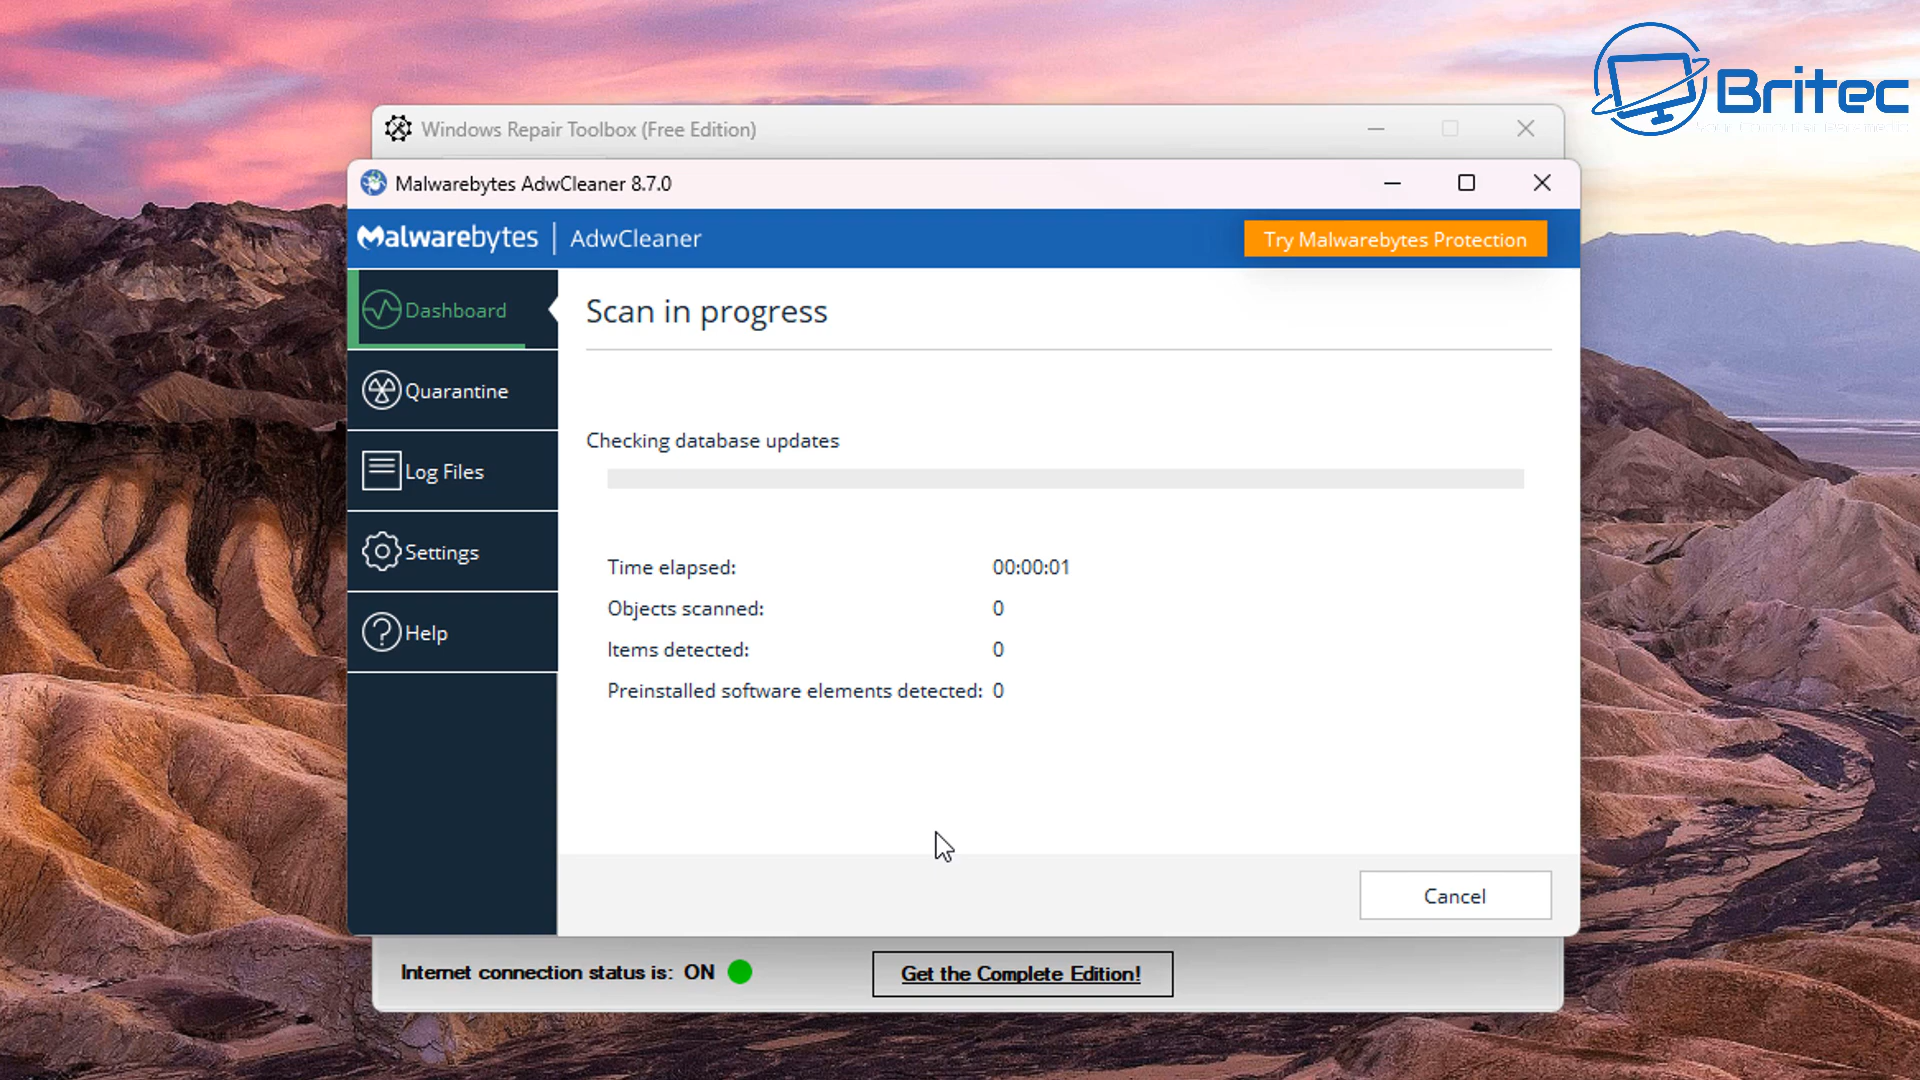 Britec
Windows Repair Toolbox (Free Edition)
Malwarebytes AdwCleaner 8.7.0
Malwarebytes | AdwCleaner
Try Malwarebytes Protection
Dashboard
Scan in progress
Quarantine
Checking database updates
Log Files
Settings
Time elapsed: 00:00:01
Objects scanned: 0
Help
Items detected: 0
Preinstalled software elements detected: 0
Cancel
Internet connection status is: ON
Get the Complete Edition!